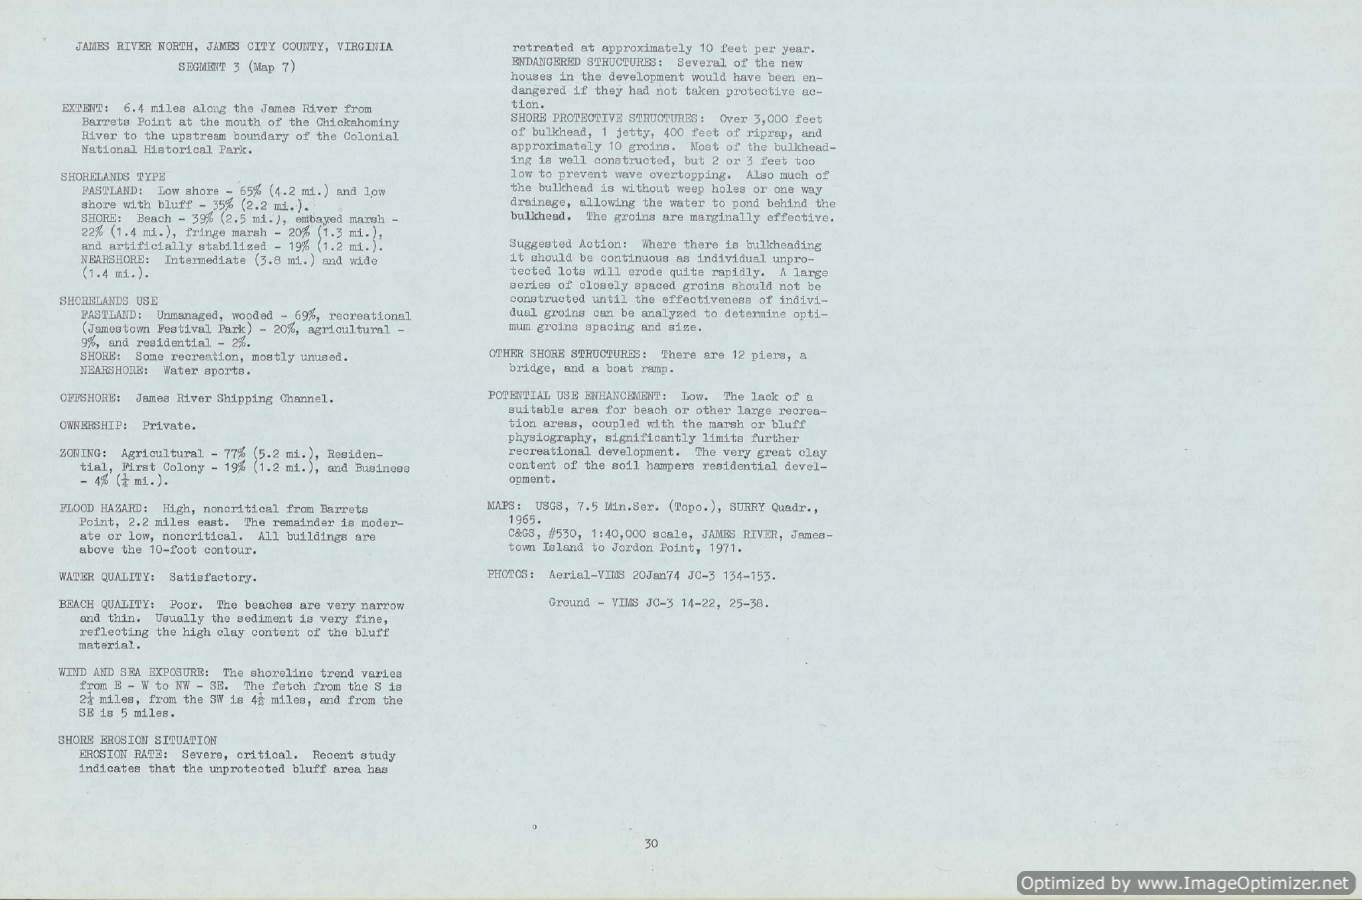 JAMES RIVER NORTH, JAMES CITY COUNTY, VIRGINIA
SEGMENT 3 (Map 7)
EXTENT: 6.4 miles along the James River from
Barrets Point at the mouth of the Chickahominy
River to the upstream boundary of the Colonial
National Historical Park.
SHORELANDS TYPE
FASTLAND: Low shore - 65% (4.2 mi.) and low
shore with bluff - 35% (2.2 mi.).
SHORE: Beach - 39% (2.5 mi.), embayed marsh -
22% (1.4 mi.), fringe marsh - 20% (1.3 mi.),
and artificially stabilized - 19% (1.2 mi.).
NEARSHORE: Intermediate (3.8 mi.) and wide
(1.4 mi.).
SHORELANDS USE
FASTLAND: Unmanaged, wooded - 69%, recreational
(Jamestown Festival Park) - 20%, agricultural -
9%, and residential - 2%.
SHORE: Some recreation, mostly unused.
NEARSHORE: Water sports.
OFFSHORE: James River Shipping Channel.
OWNERSHIP: Private.
ZONING: Agricultural - 77% (5.2 mi.), Residen-
tial, First Colony - 19% (1.2 mi.), and Business
- 4% (¼ mi.).
FLOOD HAZARD: High, noncritical from Barrets
Point, 2.2 miles east. The remainder is moder-
ate or low, noncritical. All buildings are
above the 10-foot contour.
WATER QUALITY: Satisfactory.
BEACH QUALITY: Poor. The beaches are very narrow
and thin. Usually the sediment is very fine,
reflecting the high clay content of the bluff
material.
WIND AND SEA EXPOSURE: The shoreline trend varies
from E - W to NW - SE. The fetch from the S is
miles, from the SW is miles, and from the
SE is 5 miles.
SHORE EROSION SITUATION
EROSION RATE: Severe, critical. Recent study
indicates that the unprotected bluff area has
retreated at approximately 10 feet per year.
ENDANGERED STRUCTURES: Several of the new
houses in the development would have been en-
dangered if they had not taken protective ac-
tion.
SHORE PROTECTIVE STRUCTURES: Over 3,000 feet
of bulkhead, 1 jetty, 400 feet of riprap, and
approximately 10 groins. Most of the bulkhead-
ing is well constructed, but 2 or 3 feet too
low to prevent wave overtopping. Also much of
the bulkhead is without weep holes or one way
drainage, allowing the water to pond behind the
bulkhead. The groins are marginally effective.
Suggested Action: Where there is bulkheading
it should be continuous as individual unpro-
tected lots will erode quite rapidly. A large
series of closely spaced groins should not be
constructed until the effectiveness of indivi-
dual groins can be analyzed to determine opti-
mum groins spacing and size.
OTHER SHORE STRUCTURES: There are 12 piers, a
bridge, and a boat ramp.
POTENTIAL USE ENHANCEMENT: Low. The lack of a
suitable area for beach or other large recrea-
tion areas, coupled with the marsh or bluff
physiography, significantly limits further
recreational development. The very great clay
content of the soil hampers residential devel-
opment.
MAPS: USGS, 7.5 Min.Ser. (Topo.), SURRY Quadr.,
1965.
C&GS, #530, 1:40,000 scale, JAMES RIVER, James-
town Island to Jordon Point, 1971.
PHOTOS: Aerial-VIMS 20Jan74 JC-3 134-153.
Ground - VIMS JC-3 14-22, 25-38.
30
Optimized by www.ImageOptimizer.net